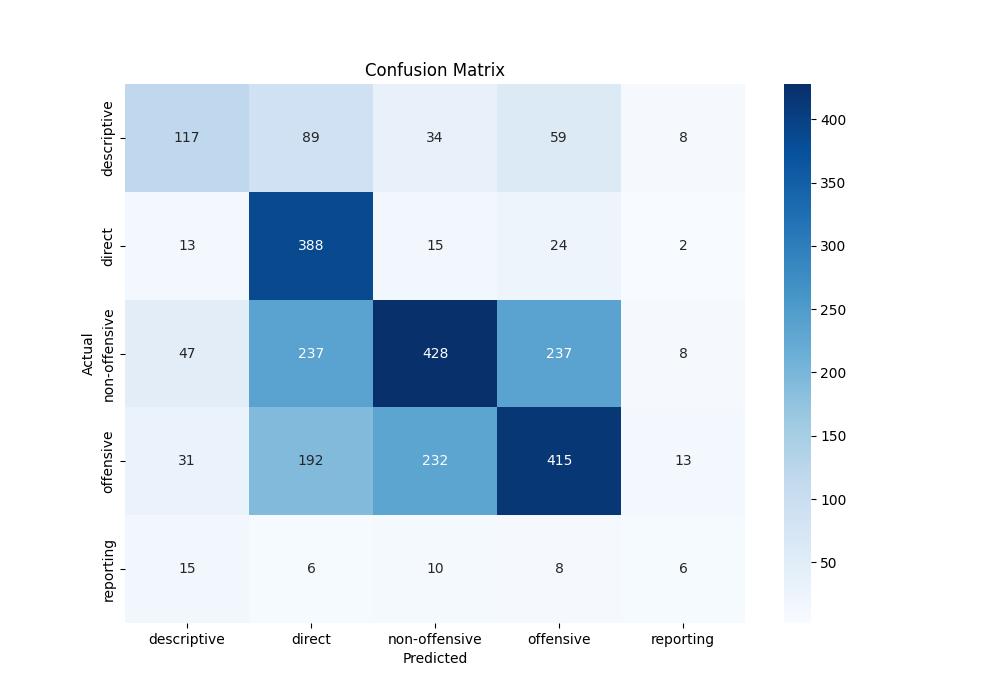 Confusion Matrix
Actual
descriptive 117 89 34 59 8
direct 13 388 15 24 2
non-offensive 47 237 428 237 8
offensive 31 192 232 415 13
reporting 15 6 10 8 6
descriptive direct non-offensive offensive reporting
Predicted
400
350
300
250
200
150
100
50